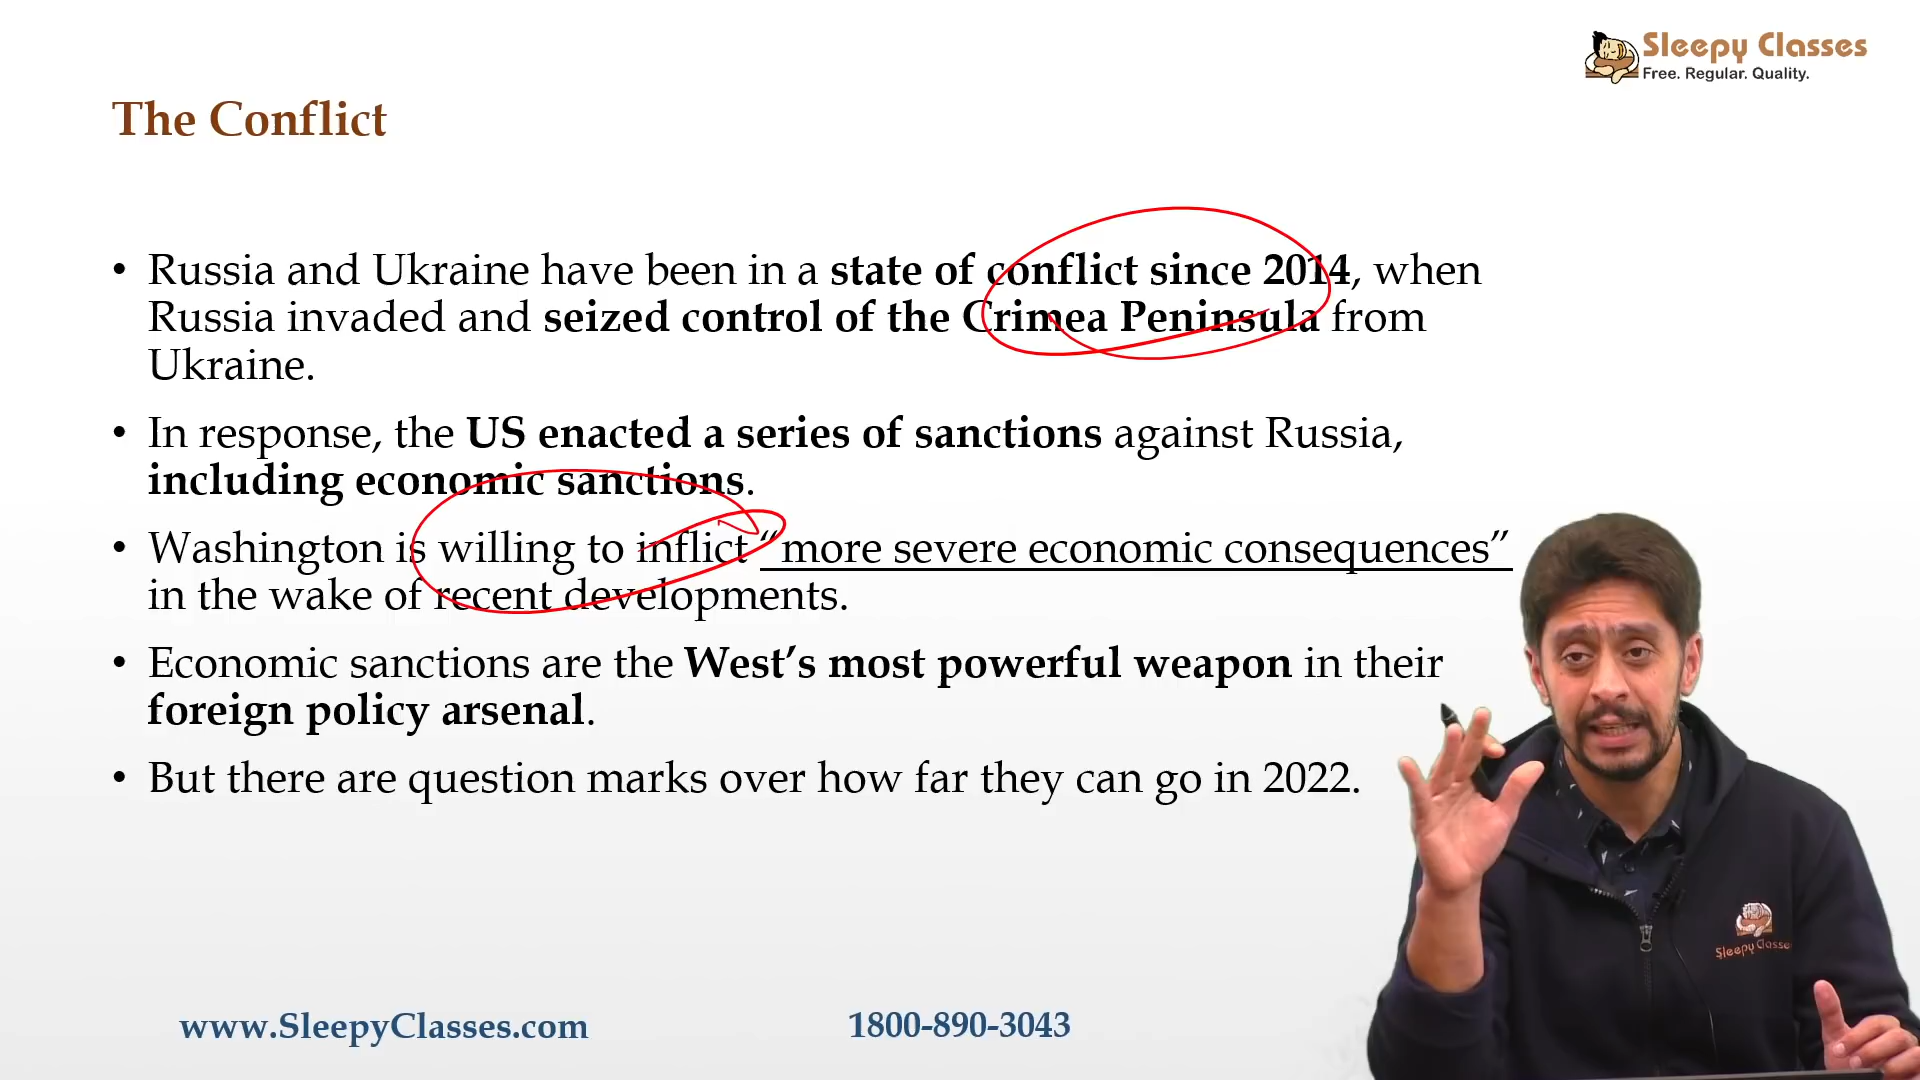 Sleepy Classes
Free. Regular. Quality.
The Conflict
• Russia and Ukraine have been in a state of conflict since 2014, when
Russia invaded and seized control of the Crimea Peninsula from
Ukraine.
• In response, the US enacted a series of sanctions against Russia,
including economic sanctions.
• Washington is willing to inflict “more severe economic consequences”
in the wake of recent developments.
• Economic sanctions are the West’s most powerful weapon in their
foreign policy arsenal.
• But there are question marks over how far they can go in 2022.
Sleepy Classe
www.SleepyClasses.com
1800-890-3043